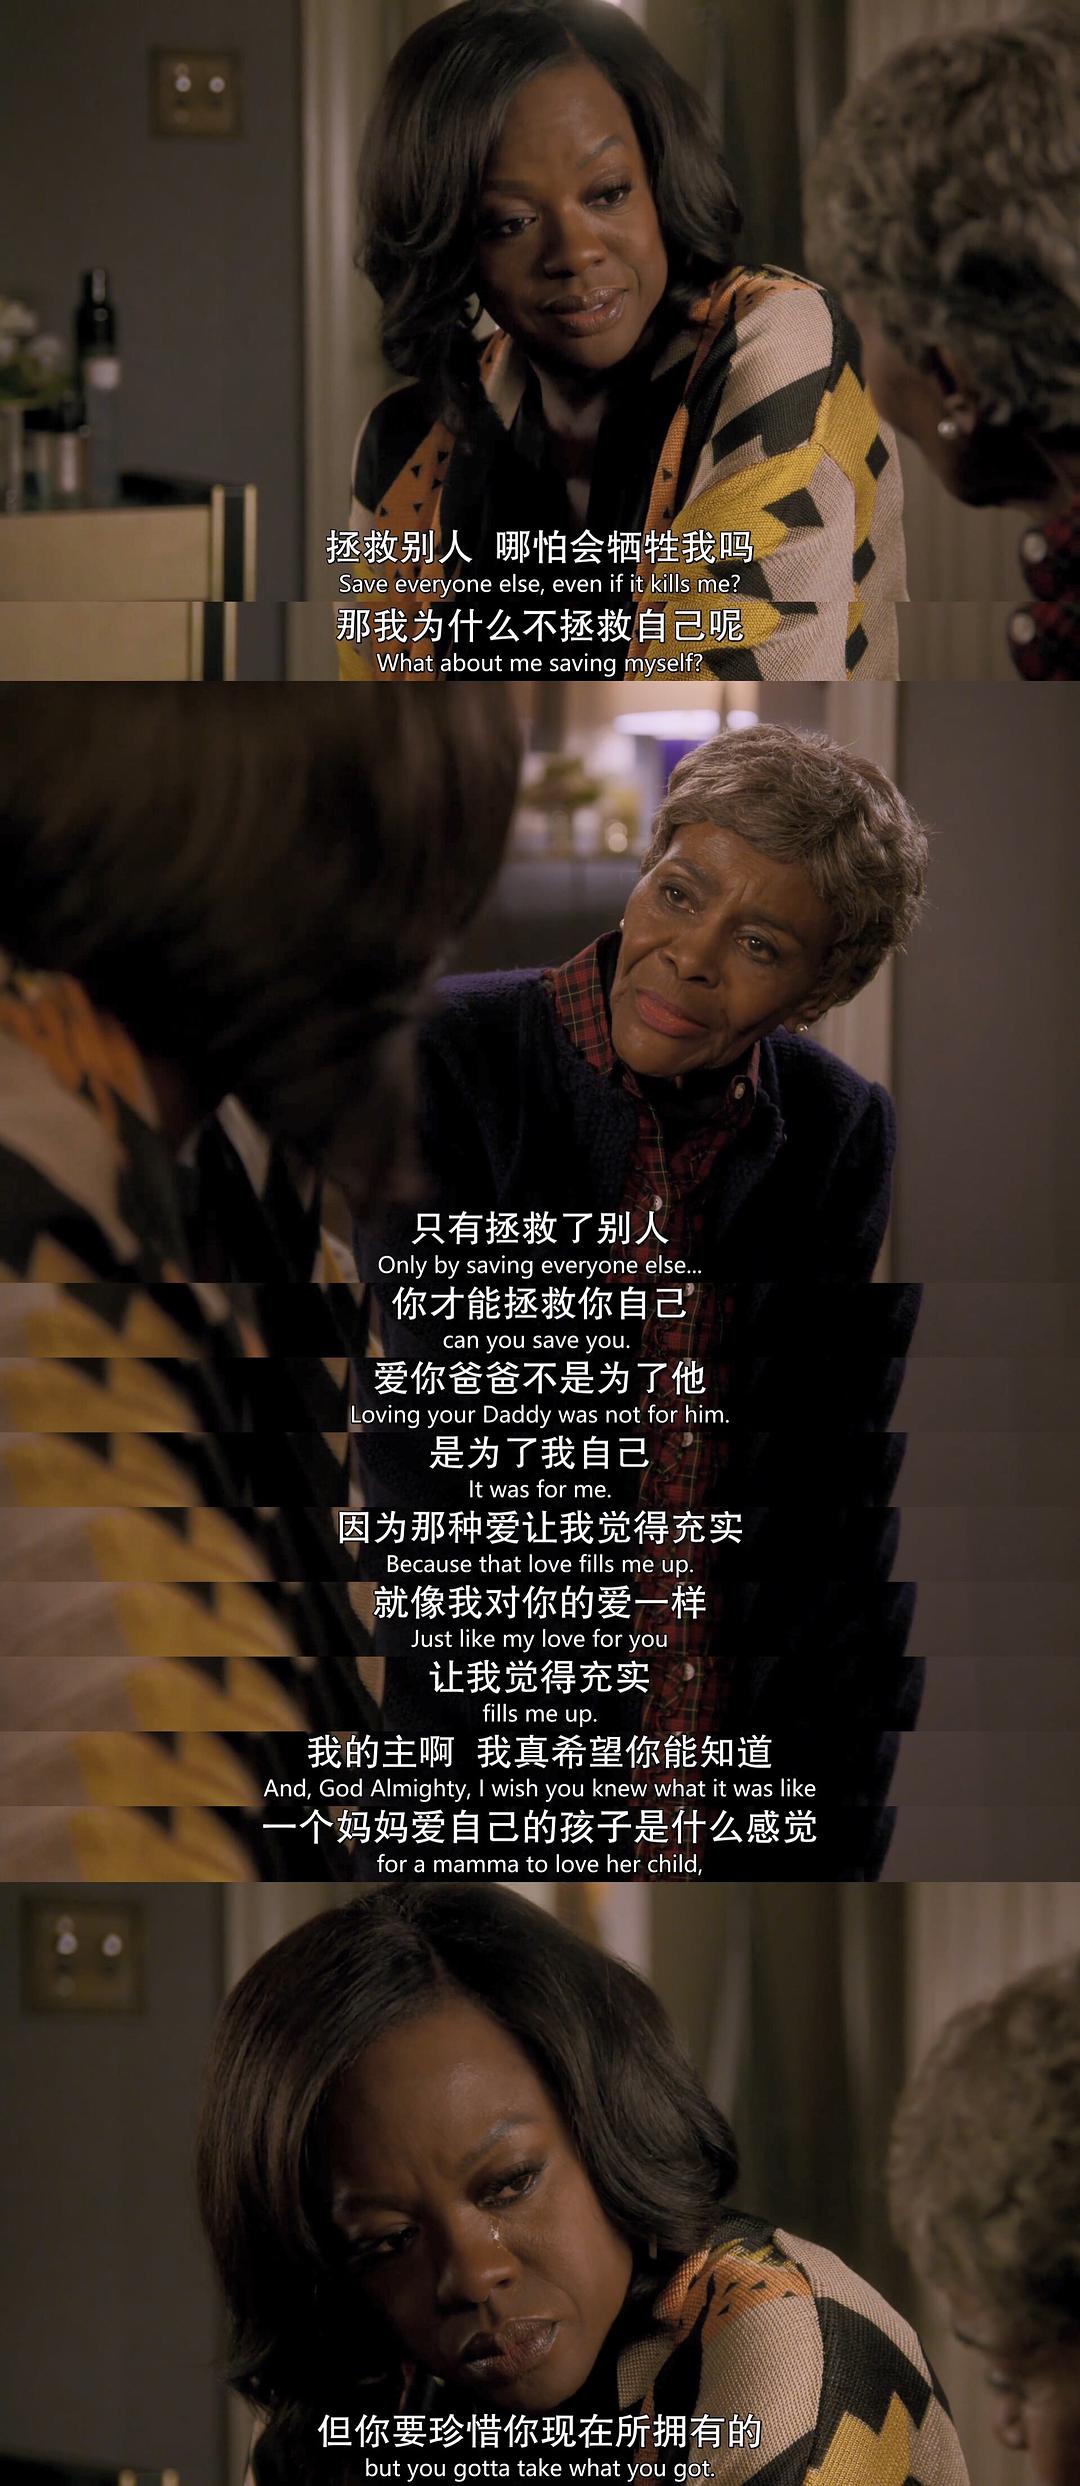 拯救别人 哪怕会牺牲我吗
Save everyone else, even if it kills me?
那我为什么不拯救自己呢
What about me saving myself?
只有拯救了别人
Only by saving everyone else...
你才能拯救你自己
can you save you.
爱你爸爸不是为了他
Loving your Daddy was not for him.
是为了我自己
It was for me.
因为那种爱让我觉得充实
Because that love fills me up.
就像我对你的爱一样
Just like my love for you
让我觉得充实
fills me up.
我的主啊 我真希望你能知道
And, God Almighty, I wish you knew what it was like
一个妈妈爱自己的孩子是什么感觉
for a mamma to love her child,
但你要珍惜你现在所拥有的
but you gotta take what you got.